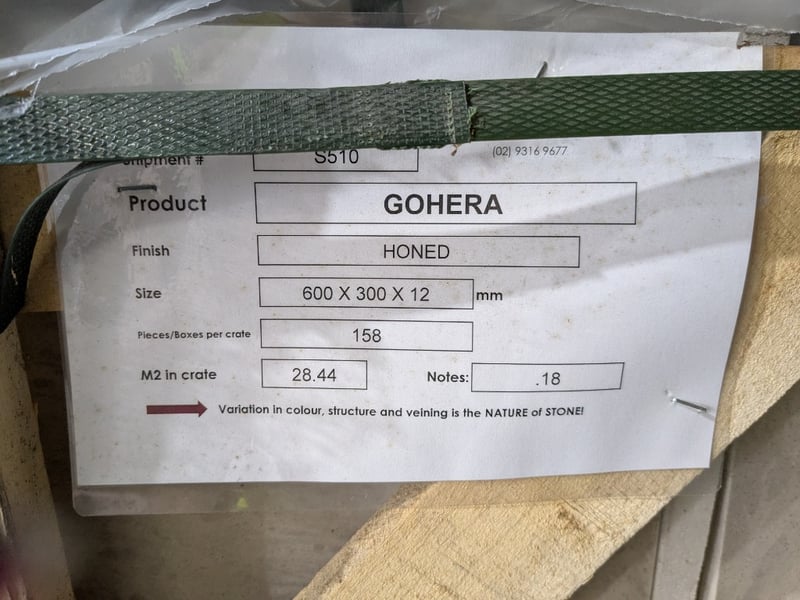 Shipment # S510 (02) 9316 9677
Product GOHERA
Finish HONED
Size 600 X 300 X 12 mm
Pieces/Boxes per crate 158
M2 in crate 28.44 Notes: .18
Variation in colour, structure and veining is the NATURE of STONE!